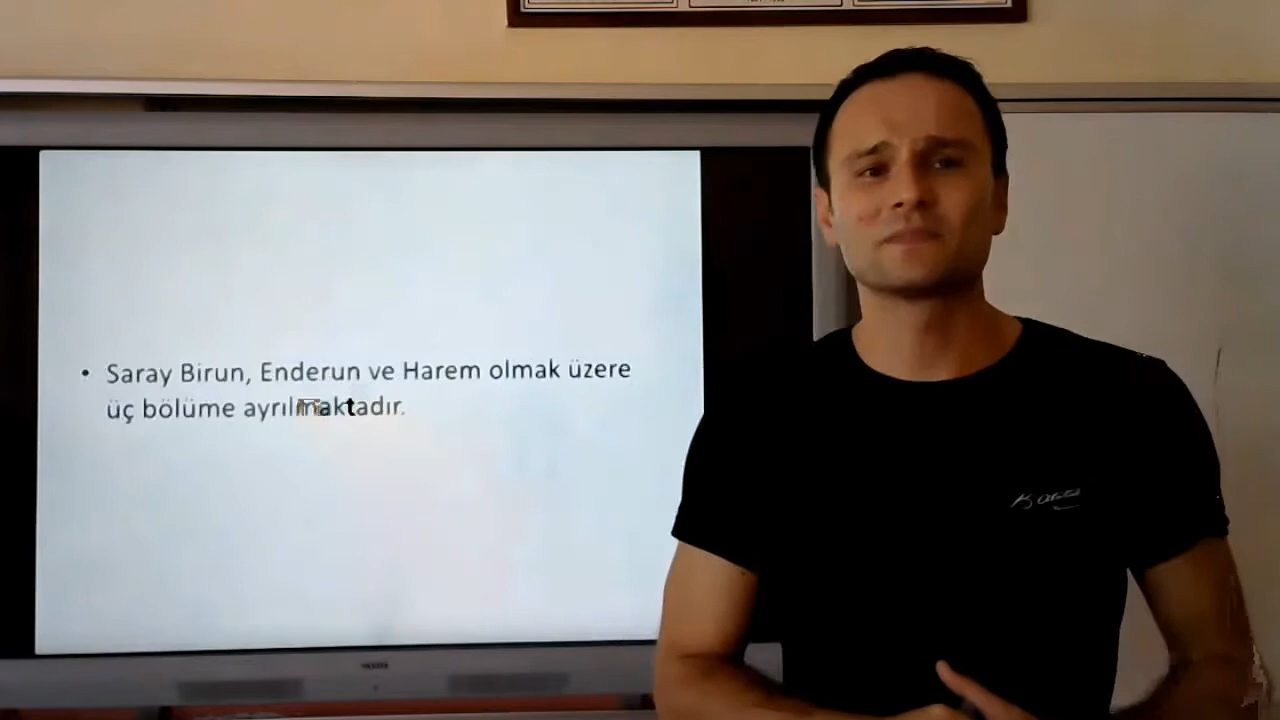 • Saray Birun, Enderun ve Harem olmak üzere
üç bölüme ayrılmaktadır.